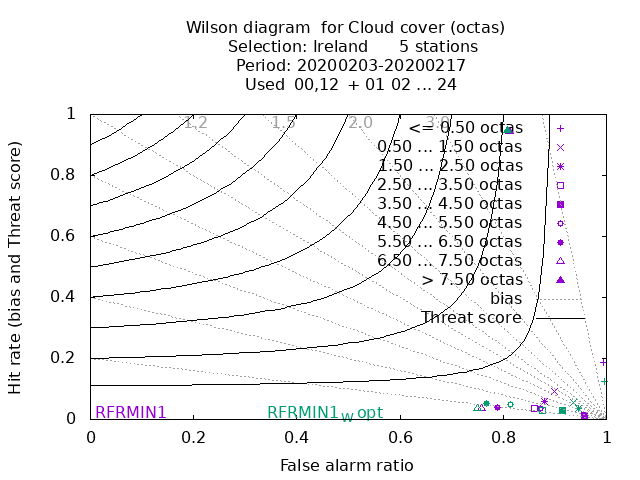 Wilson diagram for Cloud cover (octas)
Selection: Ireland 5 stations
Period: 20200203-20200217
Used 00,12 + 01 02 ... 24
Hit rate (bias and Threat score)
1
0.8
0.6
0.4
0.2
0
1.2 1.5 2.0 3.0
<= 0.50 octas
0.50 ... 1.50 octas
1.50 ... 2.50 octas
2.50 ... 3.50 octas
3.50 ... 4.50 octas
4.50 ... 5.50 octas
5.50 ... 6.50 octas
6.50 ... 7.50 octas
> 7.50 octas
bias
Threat score
RFRMIN1 RFRMIN1w opt
0 0.2 0.4 0.6 0.8 1
False alarm ratio